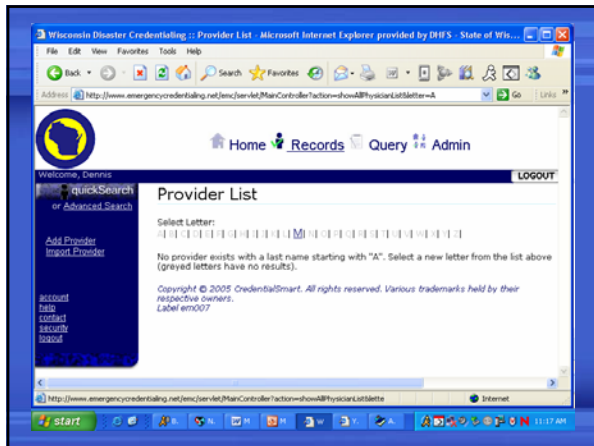 Wisconsin Disaster Credentialing :: Provider List - Microsoft Internet Explorer provided by DHFS - State of Wis...
File Edit View Favorites Tools Help
Back Search Favorites
Address http://www.emergencycredentialing.net/emc/servlet/MainController?action=showAllPhysicianList&letter=A Go Links »
Home Records Query Admin
Welcome, Dennis LOGOUT
quickSearch
or Advanced Search
Add Provider
Import Provider
account
help
contact
security
logout
Provider List
Select Letter:
A| B| C| D| E| F| G| H| I| J| K| L| M| N| O| P| Q| R| S| T| U| V| W| X| Y| Z|
No provider exists with a last name starting with "A". Select a new letter from the list above
(greyed letters have no results).
Copyright © 2005 CredentialSmart. All rights reserved. Various trademarks held by their
respective owners.
Label em007
http://www.emergencycredentialing.net/emc/servlet/MainController?action=showAllPhysicianList&lette Internet
start 11:17 AM